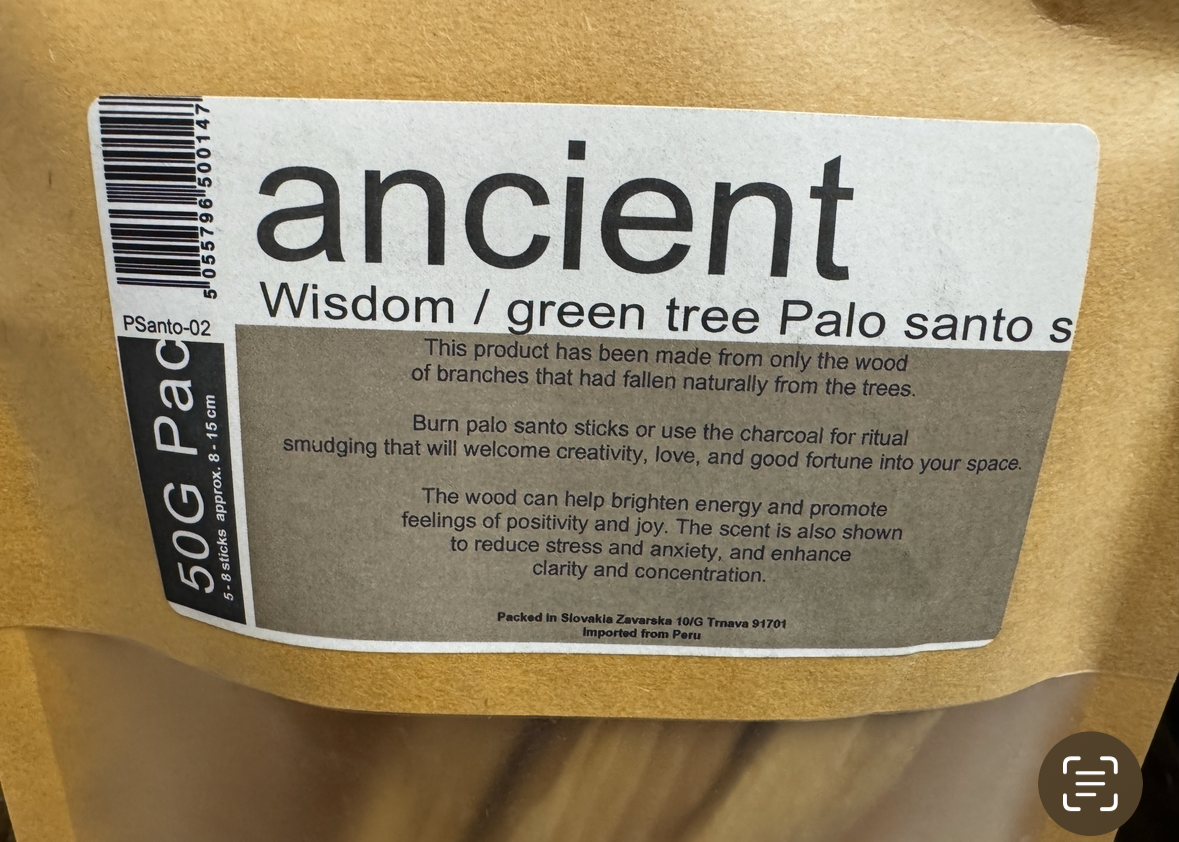 5 055796 500147
PSanto-02
50G Pac
5 - 8 sticks approx. 8 - 15 cm
ancient
Wisdom / green tree Palo santo s
This product has been made from only the wood
of branches that had fallen naturally from the trees.
Burn palo santo sticks or use the charcoal for ritual
smudging that will welcome creativity, love, and good fortune into your space.
The wood can help brighten energy and promote
feelings of positivity and joy. The scent is also shown
to reduce stress and anxiety, and enhance
clarity and concentration.
Packed in Slovakia Zavarska 10/G Trnava 91701
Imported from Peru